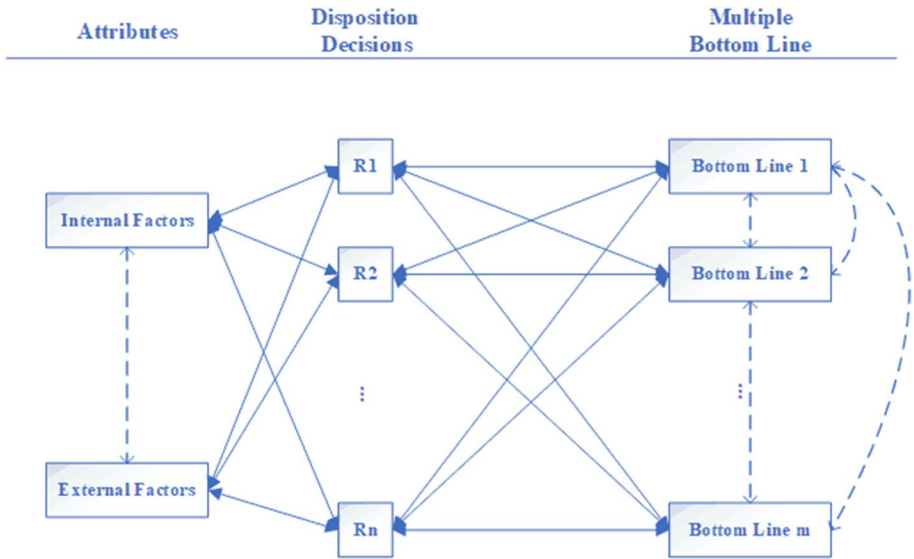 Attributes
Disposition
Decisions
Multiple
Bottom Line
R1
Bottom Line 1
Internal Factors
R2
Bottom Line 2
...
...
External Factors
Rn
Bottom Line m